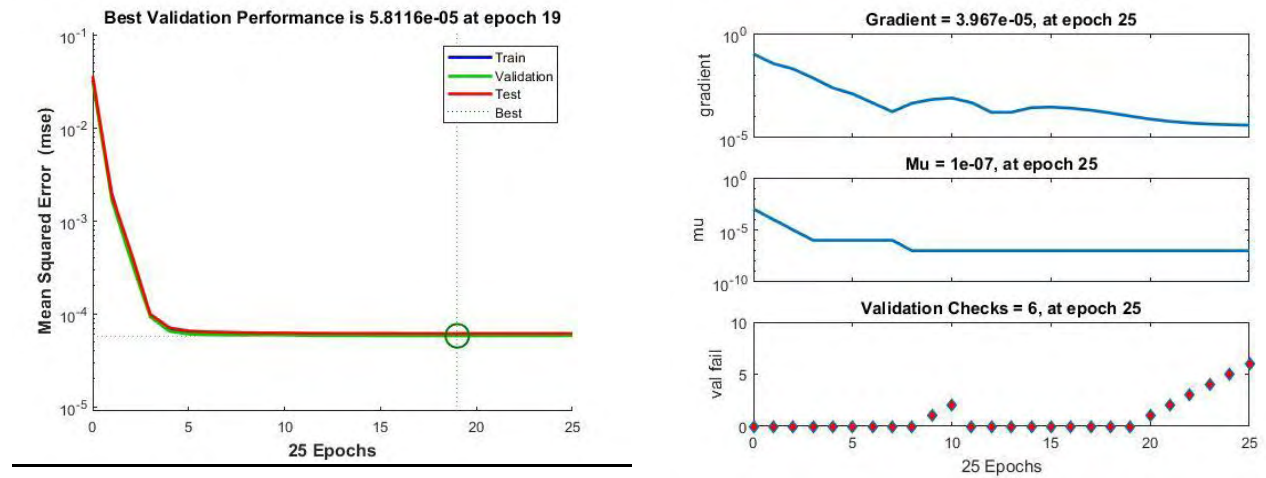 Best Validation Performance is 5.8116e-05 at epoch 19
Mean Squared Error (mse)
10^-1
10^-2
10^-3
10^-4
10^-5
Train
Validation
Test
Best
0 5 10 15 20 25
25 Epochs
Gradient = 3.967e-05, at epoch 25
gradient
10^0
10^-5
Mu = 1e-07, at epoch 25
mu
10^0
10^-5
10^-10
Validation Checks = 6, at epoch 25
val fail
10
5
0
0 5 10 15 20 25
25 Epochs